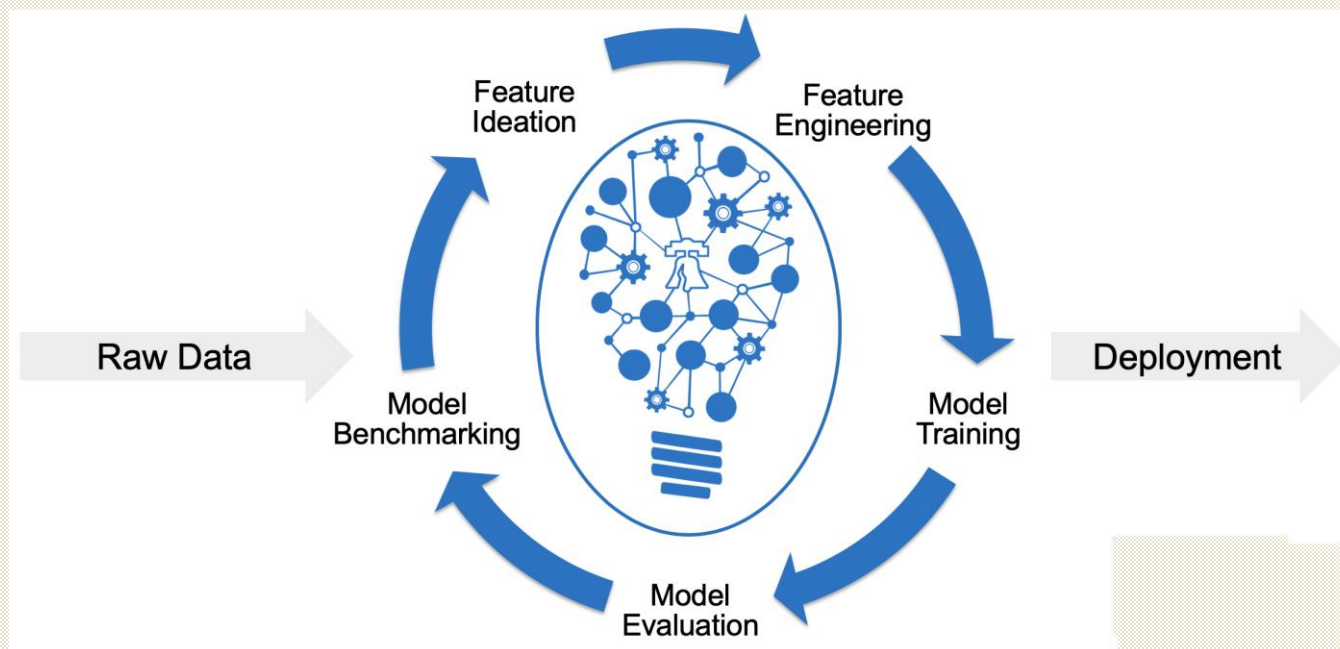 Feature
Ideation
Feature
Engineering
Raw Data
Deployment
Model
Benchmarking
Model
Training
Model
Evaluation